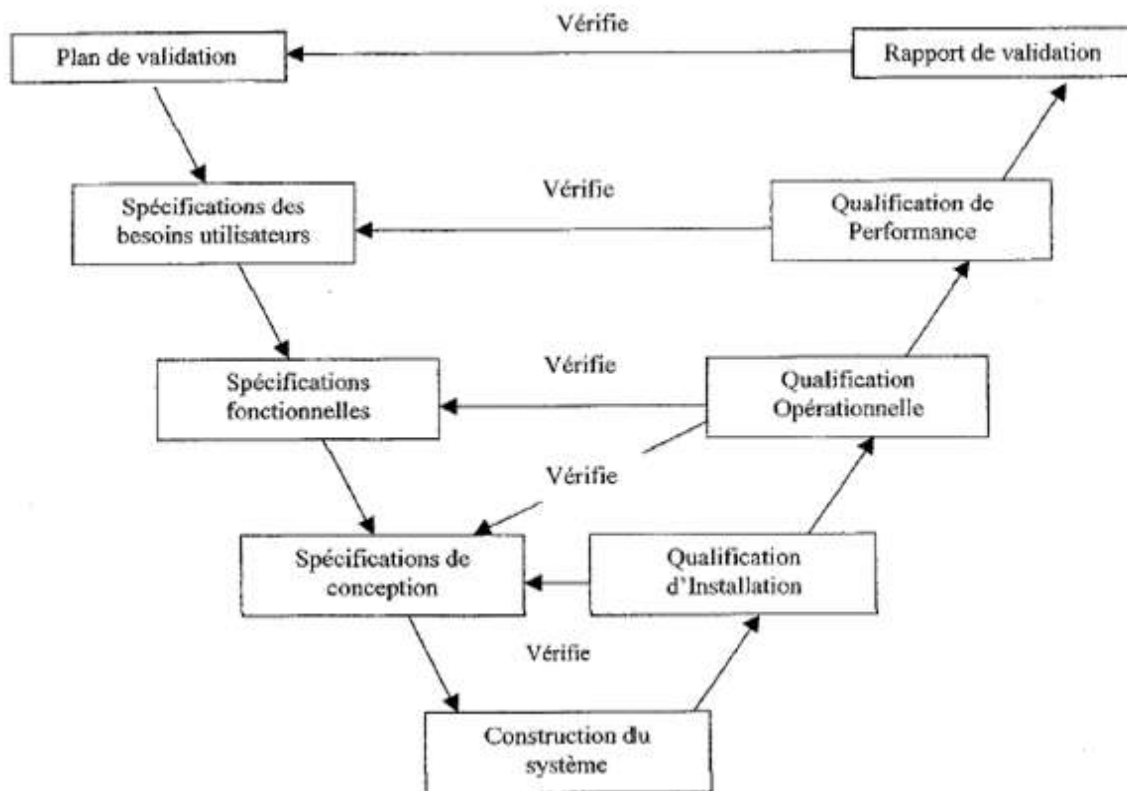 Vérifie
Plan de validation
Rapport de validation
Vérifie
Spécifications des
besoins utilisateurs
Qualification de
Performance
Vérifie
Spécifications
fonctionnelles
Qualification
Opérationnelle
Vérifie
Spécifications de
conception
Qualification
d'Installation
Vérifie
Construction du
système